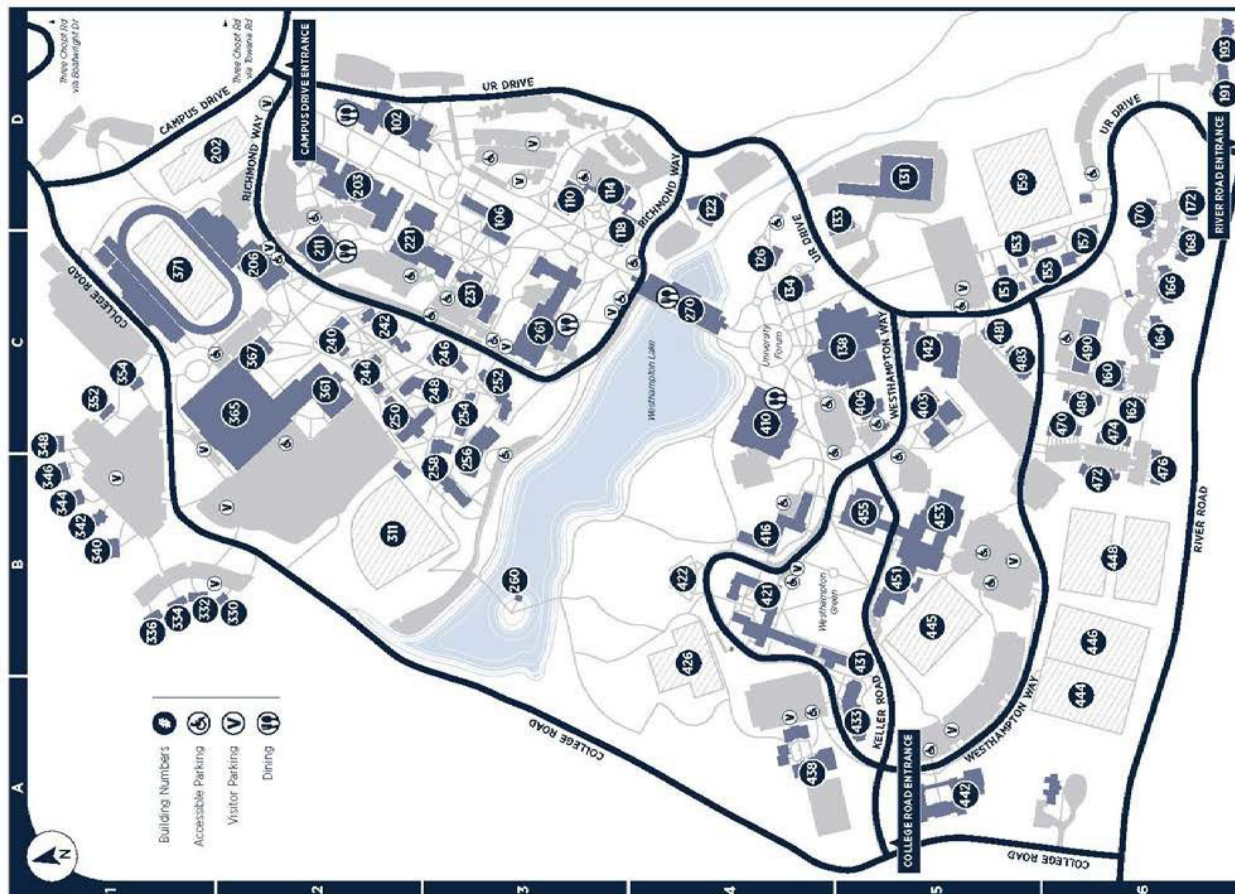 A
B
C
D
1
2
3
4
5
6
N
Building Numbers
#
Accessible Parking
Visitor Parking
V
Dining
Three Chopt Rd
via Boatwright Dr
Three Chopt Rd
via Towana Rd
CAMPUS DRIVE
CAMPUS DRIVE ENTRANCE
COLLEGE ROAD
RICHMOND WAY
UR DRIVE
336
334
332
330
340
342
344
346
348
352
354
371
202
206
211
203
102
365
367
361
240
242
244
221
231
106
110
114
118
246
248
250
252
254
256
258
261
311
260
RICHMOND WAY
Westhampton Lake
270
122
126
134
UR DRIVE
133
131
University
Forum
COLLEGE ROAD
426
422
416
410
138
406
421
Westhampton
Green
431
433
438
KELLER ROAD
455
WESTHAMPTON WAY
403
142
451
453
445
COLLEGE ROAD ENTRANCE
442
WESTHAMPTON WAY
481
483
151
153
155
157
159
UR DRIVE
444
446
448
470
472
474
476
486
490
160
162
164
166
168
170
172
191
193
COLLEGE ROAD
RIVER ROAD
RIVER ROAD ENTRANCE